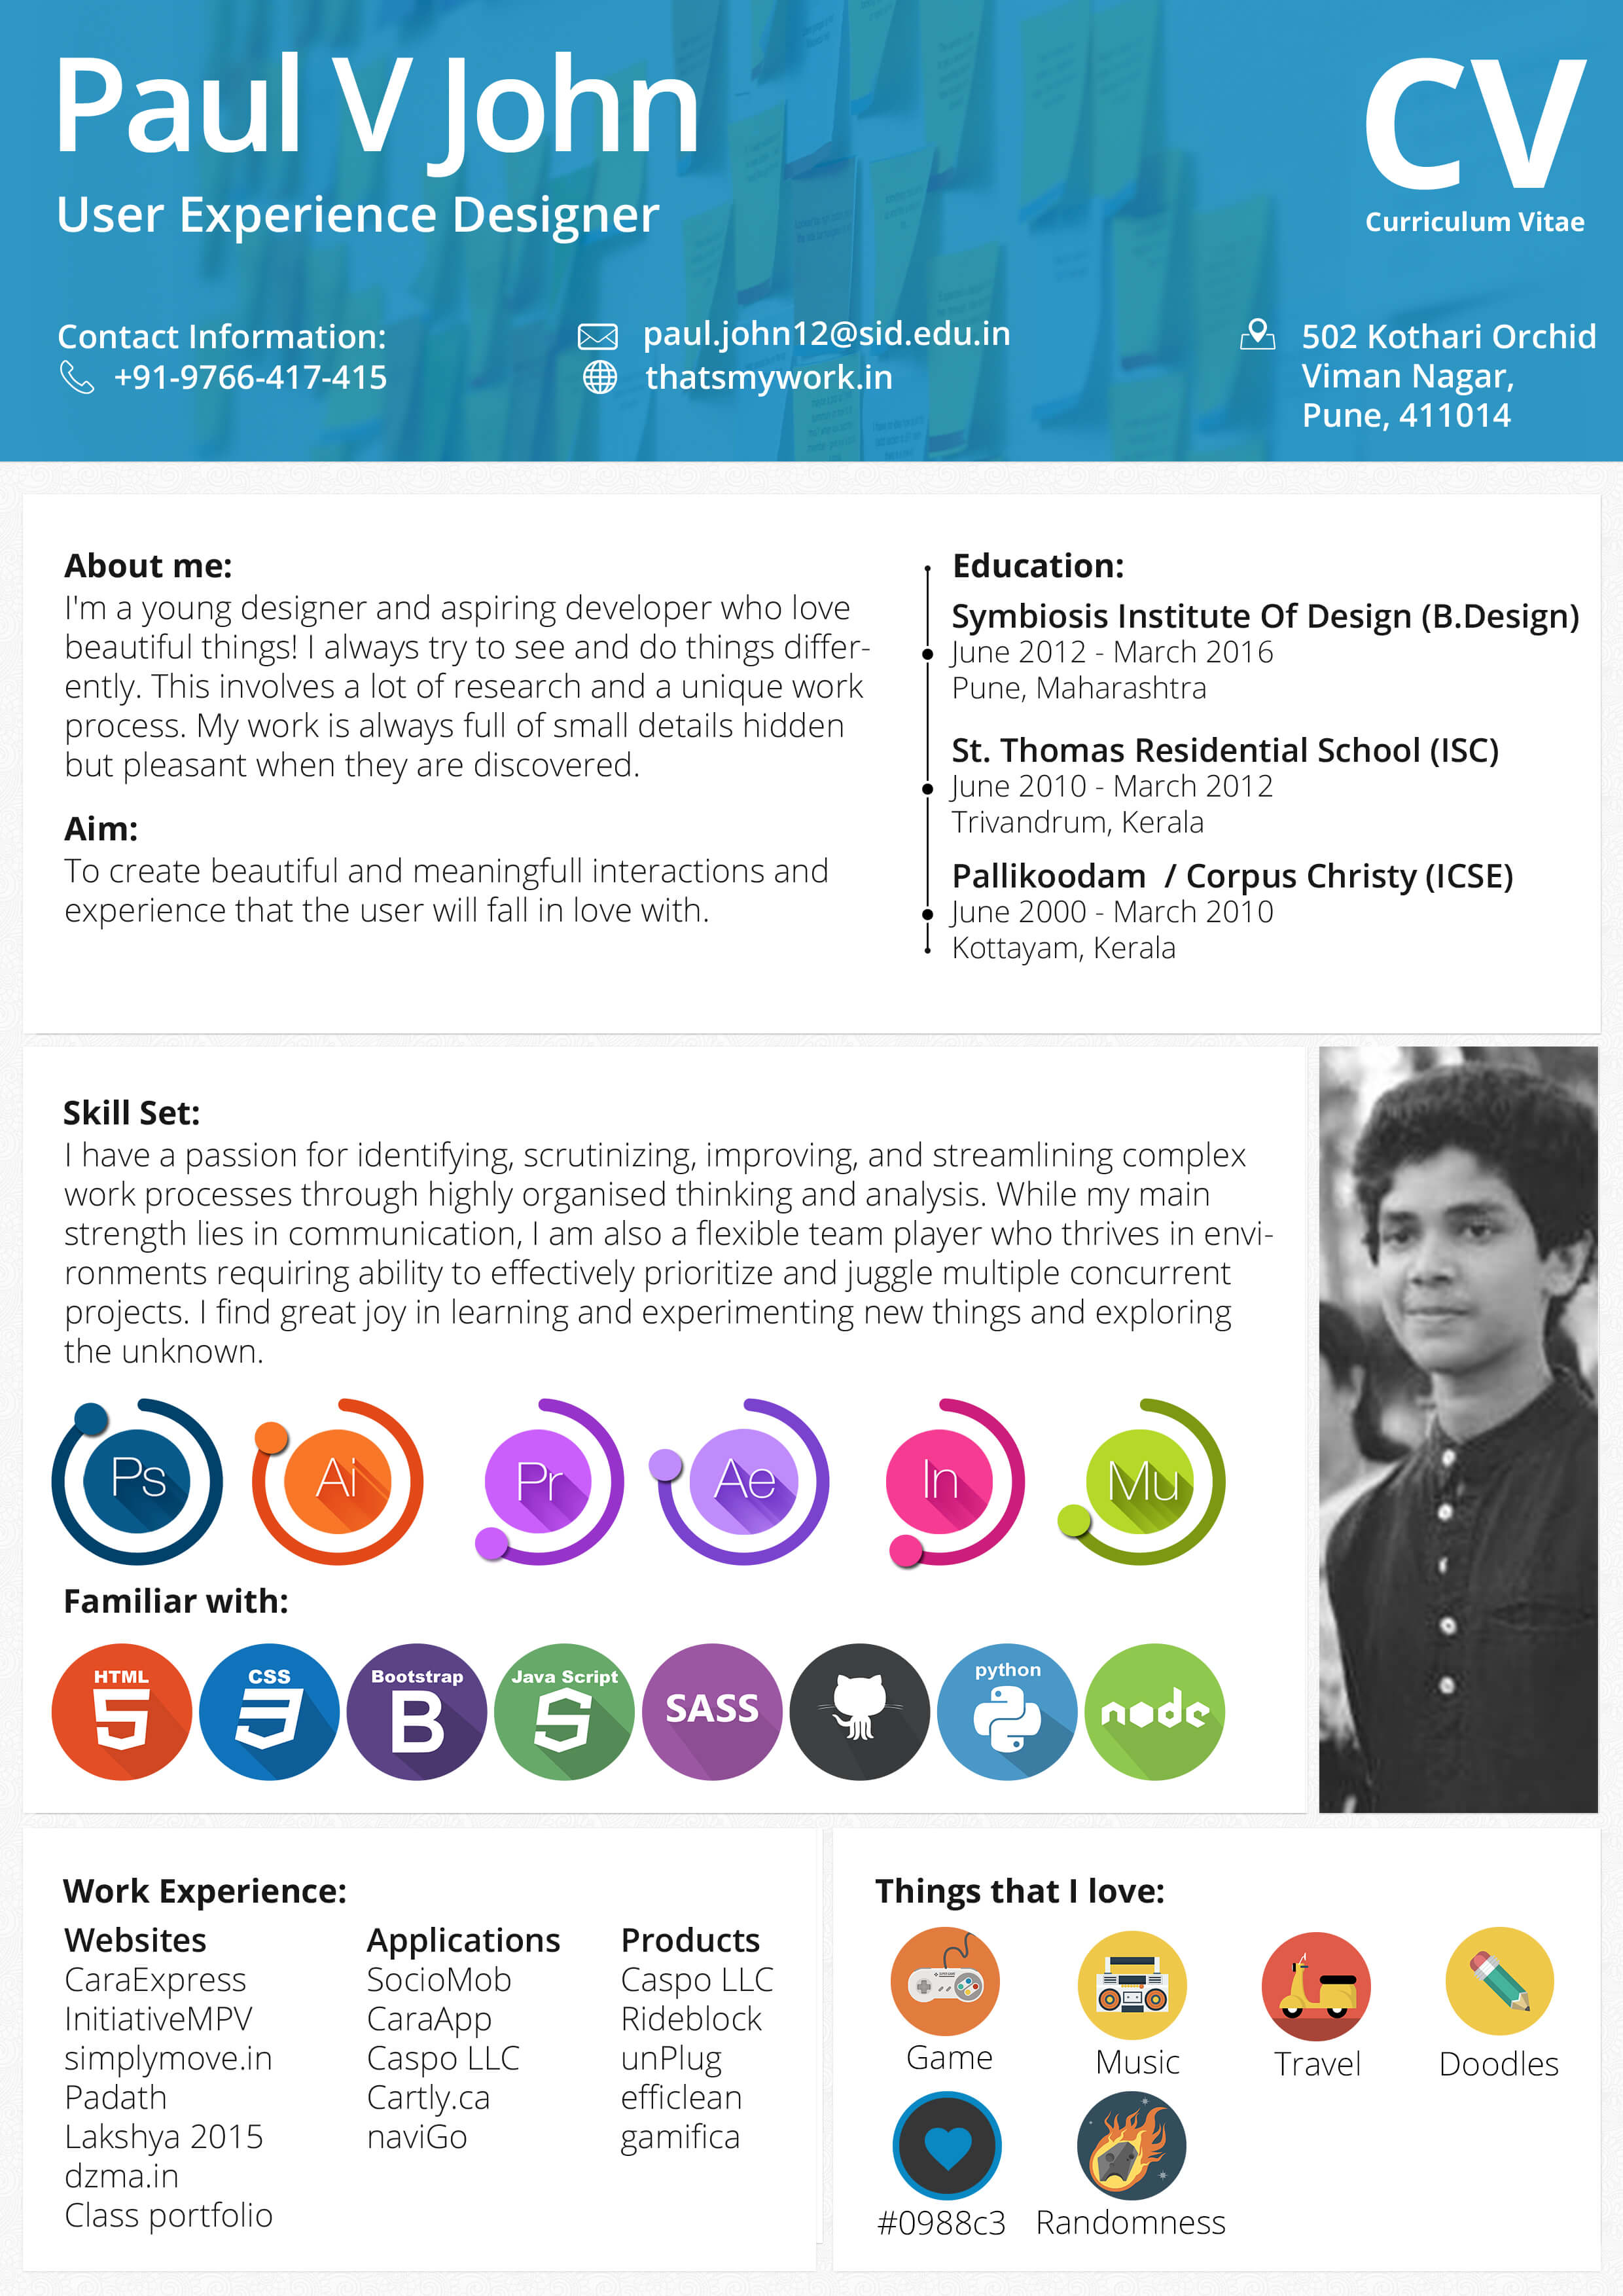 Paul V John
User Experience Designer
CV
Curriculum Vitae
Contact Information:
+91-9766-417-415
paul.john12@sid.edu.in
thatsmywork.in
502 Kothari Orchid
Viman Nagar,
Pune, 411014
About me:
I'm a young designer and aspiring developer who love
beautiful things! I always try to see and do things differ-
ently. This involves a lot of research and a unique work
process. My work is always full of small details hidden
but pleasant when they are discovered.
Aim:
To create beautiful and meaningfull interactions and
experience that the user will fall in love with.
Education:
Symbiosis Institute Of Design (B.Design)
June 2012 - March 2016
Pune, Maharashtra
St. Thomas Residential School (ISC)
June 2010 - March 2012
Trivandrum, Kerala
Pallikoodam / Corpus Christy (ICSE)
June 2000 - March 2010
Kottayam, Kerala
Skill Set:
I have a passion for identifying, scrutinizing, improving, and streamlining complex
work processes through highly organised thinking and analysis. While my main
strength lies in communication, I am also a flexible team player who thrives in envi-
ronments requiring ability to effectively prioritize and juggle multiple concurrent
projects. I find great joy in learning and experimenting new things and exploring
the unknown.
Ps Ai Pr Ae In Mu
Familiar with:
HTML 5
CSS 3
Bootstrap B
Java Script S
SASS
python
node
Work Experience:
Websites
CaraExpress
InitiativeMPV
simplymove.in
Padath
Lakshya 2015
dzma.in
Class portfolio
Applications
SocioMob
CaraApp
Caspo LLC
Cartly.ca
naviGo
Products
Caspo LLC
Rideblock
unPlug
efficlean
gamifica
Things that I love:
Game
Music
Travel
Doodles
#0988c3
Randomness